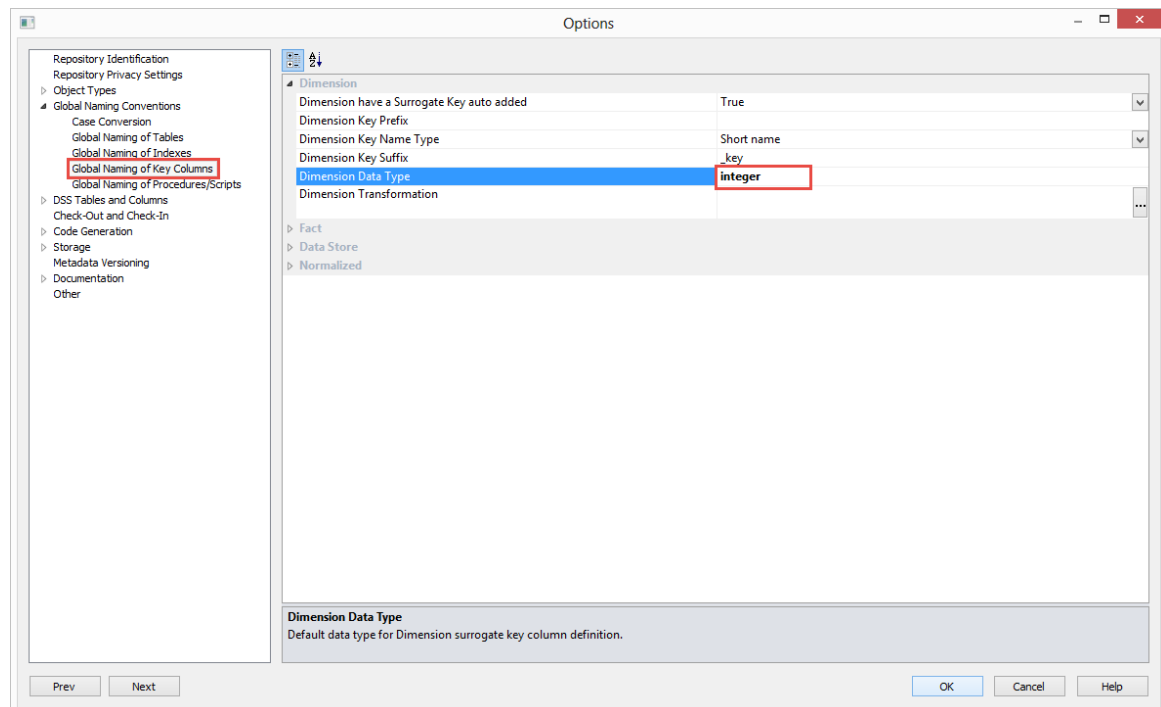 Options
Repository Identification
Repository Privacy Settings
Object Types
Global Naming Conventions
Case Conversion
Global Naming of Tables
Global Naming of Indexes
Global Naming of Key Columns
Global Naming of Procedures/Scripts
DSS Tables and Columns
Check-Out and Check-In
Code Generation
Storage
Metadata Versioning
Documentation
Other
Dimension
Dimension have a Surrogate Key auto added True
Dimension Key Prefix
Dimension Key Name Type Short name
Dimension Key Suffix _key
Dimension Data Type integer
Dimension Transformation ...
Fact
Data Store
Normalized
Dimension Data Type
Default data type for Dimension surrogate key column definition.
Prev Next OK Cancel Help